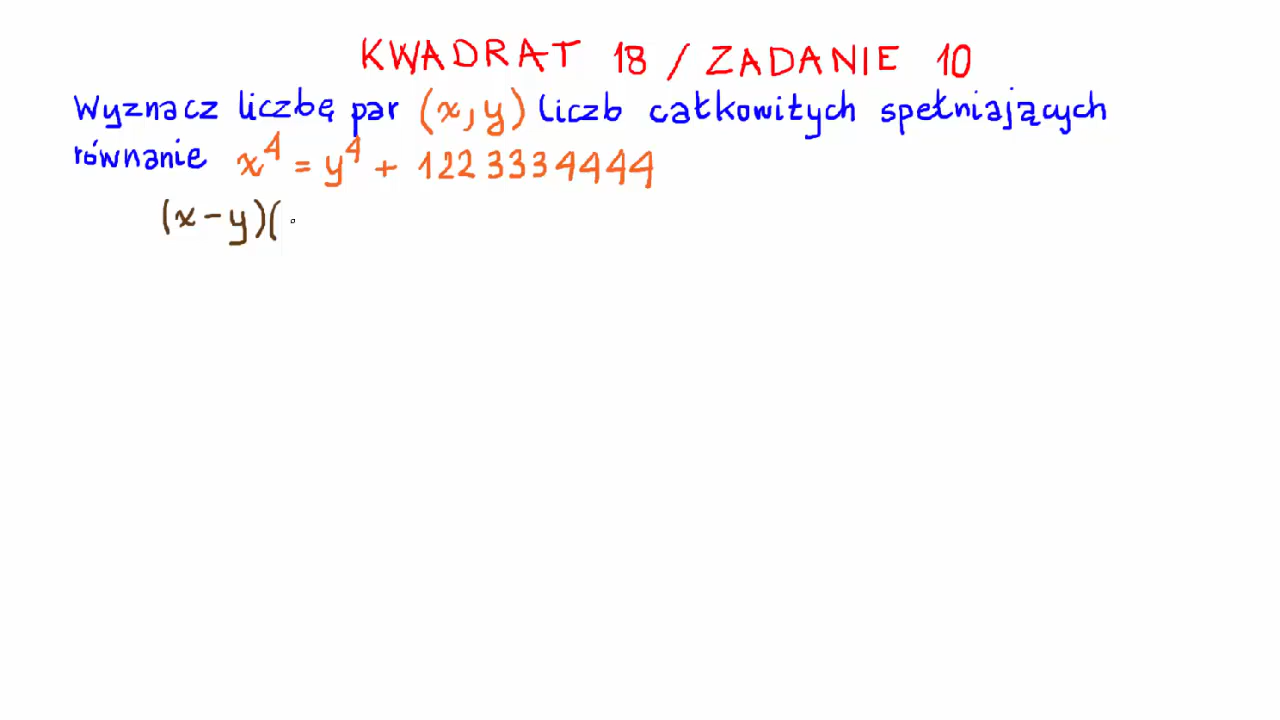 KWADRAT 18 / ZADANIE 10
Wyznacz liczbę par (x, y) liczb całkowitych spełniających
równanie x⁴ = y⁴ + 1223334444
(x - y)(